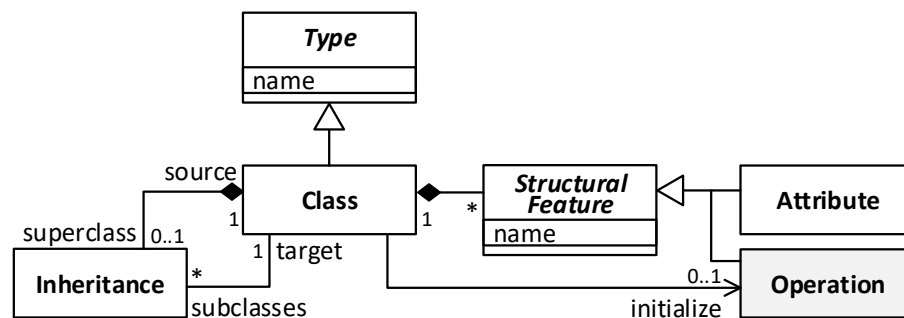 Type
name
source
Class
Structural
Feature
Attribute
1
1
*
name
superclass
0..1
1
target
Inheritance
*
subclasses
0..1
initialize
Operation